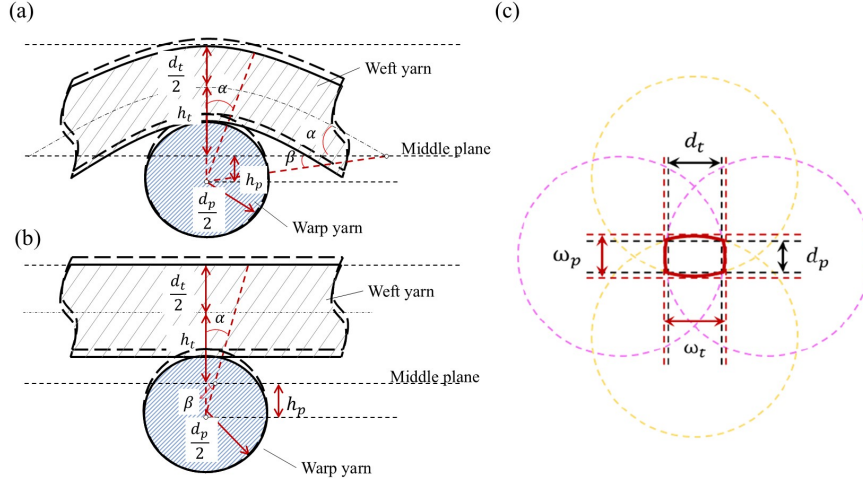 (a)
d_t/2
Weft yarn
α
h_t
α
β
Middle plane
h_p
d_p/2
Warp yarn
(b)
d_t/2
Weft yarn
α
h_t
Middle plane
β
h_p
d_p/2
Warp yarn
(c)
d_t
ω_p
d_p
ω_t